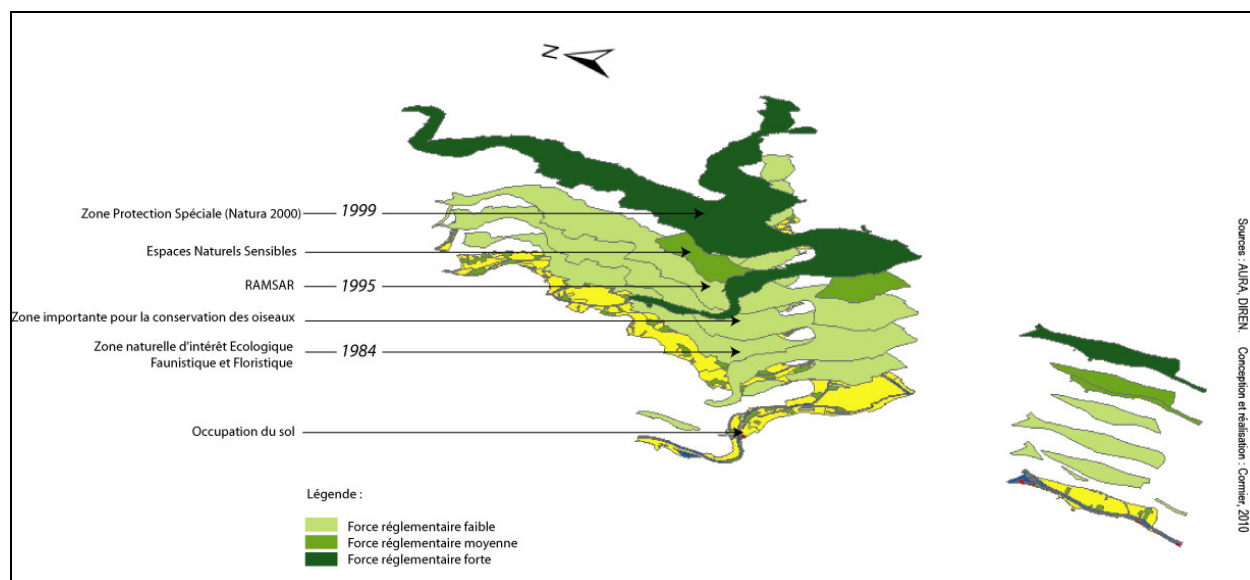 N
Zone Protection Spéciale (Natura 2000)
1999
Espaces Naturels Sensibles
RAMSAR
1995
Zone importante pour la conservation des oiseaux
Zone naturelle d'intérêt Ecologique
Faunistique et Floristique
1984
Occupation du sol
Légende :
Force réglementaire faible
Force réglementaire moyenne
Force réglementaire forte
Sources : AURA, DIREN. Conception et réalisation : Cormier, 2010